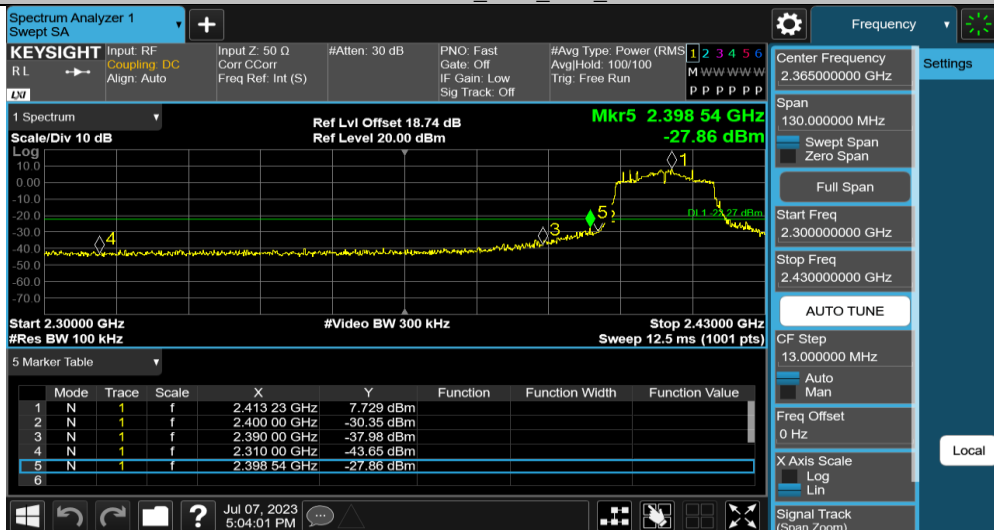 Spectrum Analyzer 1
Swept SA
Frequency
KEYSIGHT
R L
LXI
Input: RF
Coupling: DC
Align: Auto
Input Z: 50 Ω
Corr CCorr
Freq Ref: Int (S)
#Atten: 30 dB
PNO: Fast
Gate: Off
IF Gain: Low
Sig Track: Off
#Avg Type: Power (RMS
Avg|Hold: 100/100
Trig: Free Run
1 2 3 4 5 6
M W W W W W
P P P P P P
1 Spectrum
Scale/Div 10 dB
Ref Lvl Offset 18.74 dB
Ref Level 20.00 dBm
Mkr5 2.398 54 GHz
-27.86 dBm
Log
10.0
0.00
-10.0
-20.0
-30.0
-40.0
-50.0
-60.0
-70.0
1
3
4
5
DL1 -22.27 dBm
Start 2.30000 GHz
#Res BW 100 kHz
#Video BW 300 kHz
Stop 2.43000 GHz
Sweep 12.5 ms (1001 pts)
5 Marker Table
Mode Trace Scale X Y Function Function Width Function Value
1 N 1 f 2.413 23 GHz 7.729 dBm
2 N 1 f 2.400 00 GHz -30.35 dBm
3 N 1 f 2.390 00 GHz -37.98 dBm
4 N 1 f 2.310 00 GHz -43.65 dBm
5 N 1 f 2.398 54 GHz -27.86 dBm
6
?
Jul 07, 2023
5:04:01 PM
Center Frequency
2.365000000 GHz
Span
130.000000 MHz
Swept Span
Zero Span
Full Span
Start Freq
2.300000000 GHz
Stop Freq
2.430000000 GHz
AUTO TUNE
CF Step
13.000000 MHz
Auto
Man
Freq Offset
0 Hz
X Axis Scale
Log
Lin
Signal Track
(Span Zoom)
Settings
Local